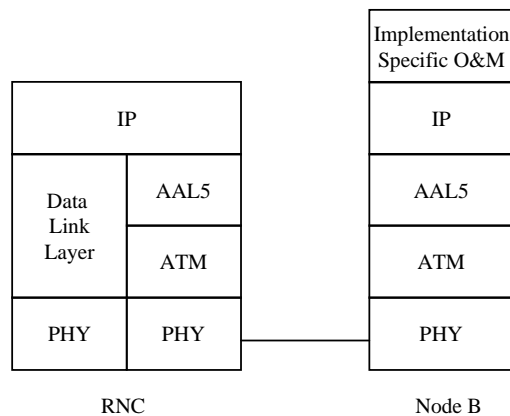 Implementation
Specific O&M
IP
IP
Data
Link
Layer
AAL5
AAL5
ATM
ATM
PHY
PHY
PHY
RNC
Node B